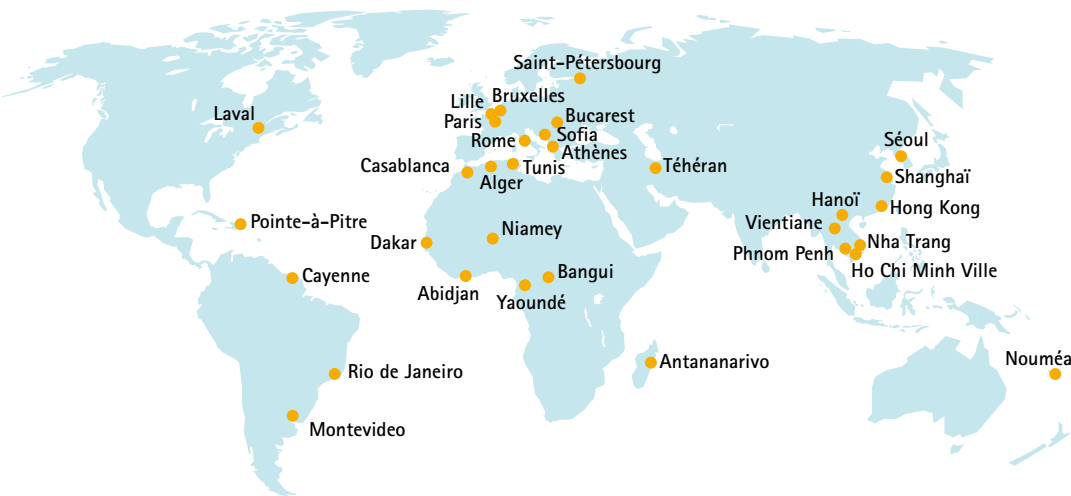 Saint-Pétersbourg
Bruxelles
Lille
Laval
Bucarest
Paris
Sofia
Rome
Séoul
Athènes
Casablanca
Tunis
Téhéran
Alger
Shanghaï
Hanoï
Hong Kong
Pointe-à-Pitre
Vientiane
Niamey
Dakar
Nha Trang
Phnom Penh
Ho Chi Minh Ville
Cayenne
Bangui
Abidjan
Yaoundé
Nouméa
Antananarivo
Rio de Janeiro
Montevideo